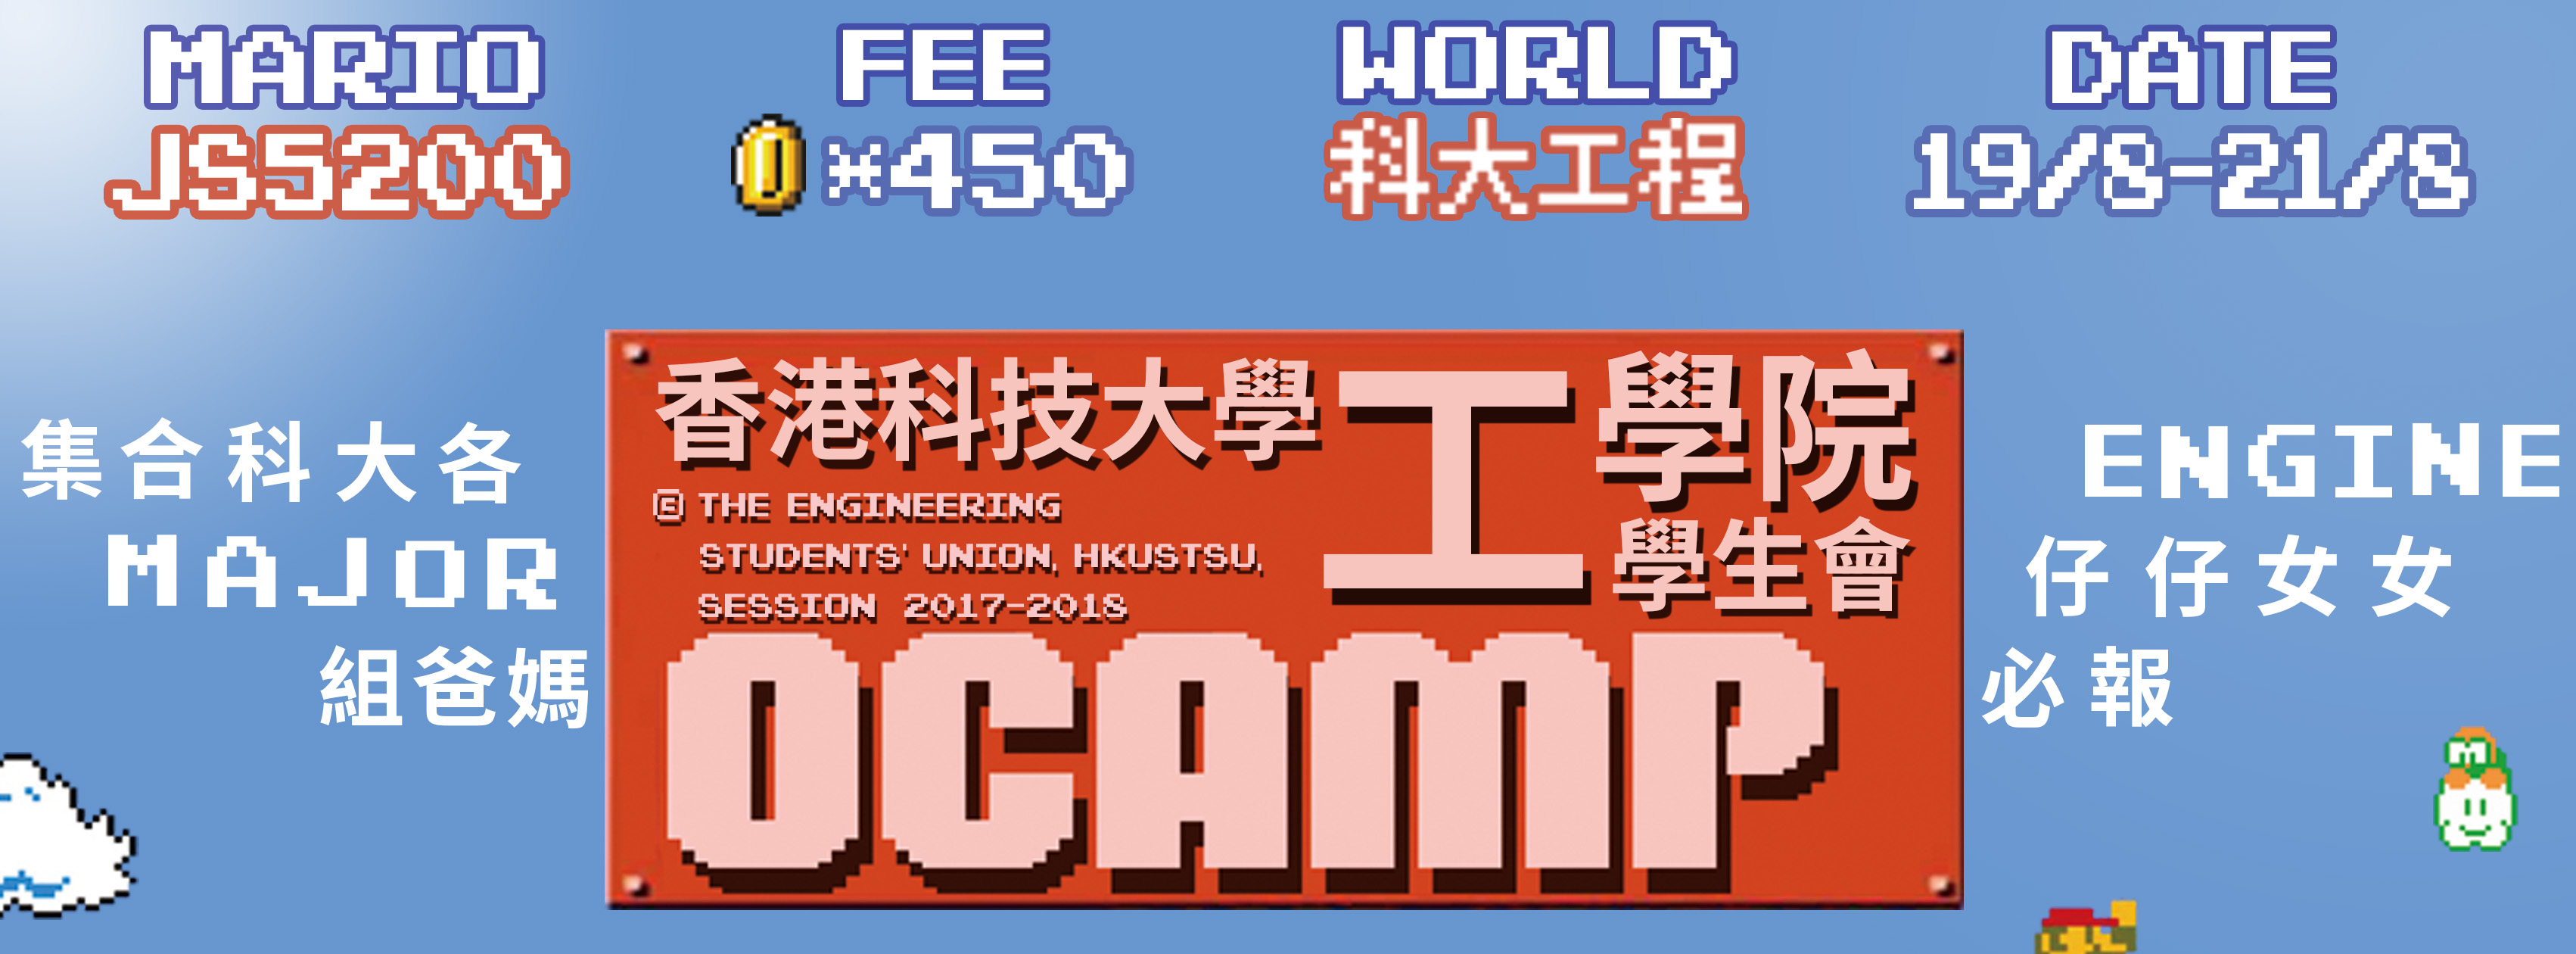 MARIO
JS5200
FEE
×450
WORLD
科大工程
DATE
19/8-21/8
集合科大各
MAJOR
組爸媽
香港科技大學工學院
學生會
© THE ENGINEERING
STUDENTS' UNION, HKUSTSU,
SESSION 2017-2018
OCAMP
ENGINE
仔仔女女
必報